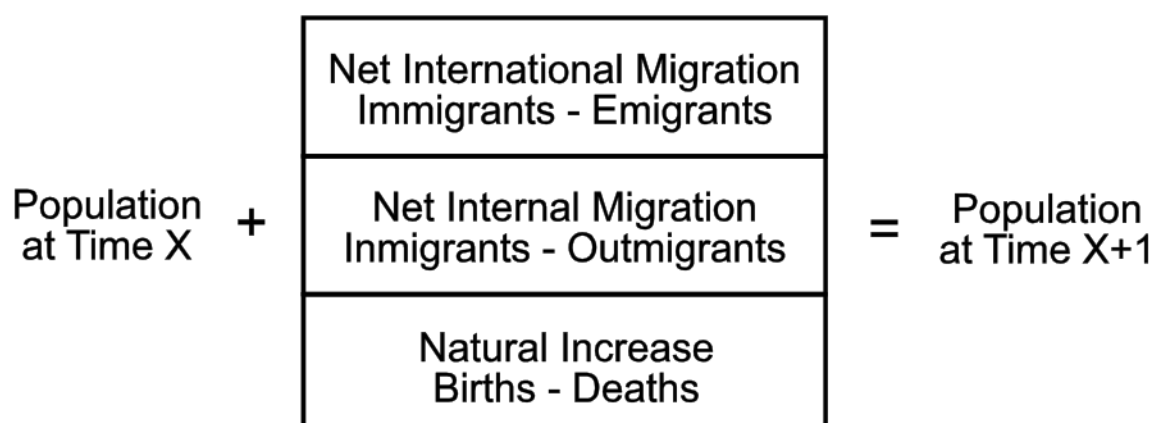 Population
at Time X
+
Net International Migration
Immigrants - Emigrants
Net Internal Migration
Inmigrants - Outmigrants
Natural Increase
Births - Deaths
=
Population
at Time X+1